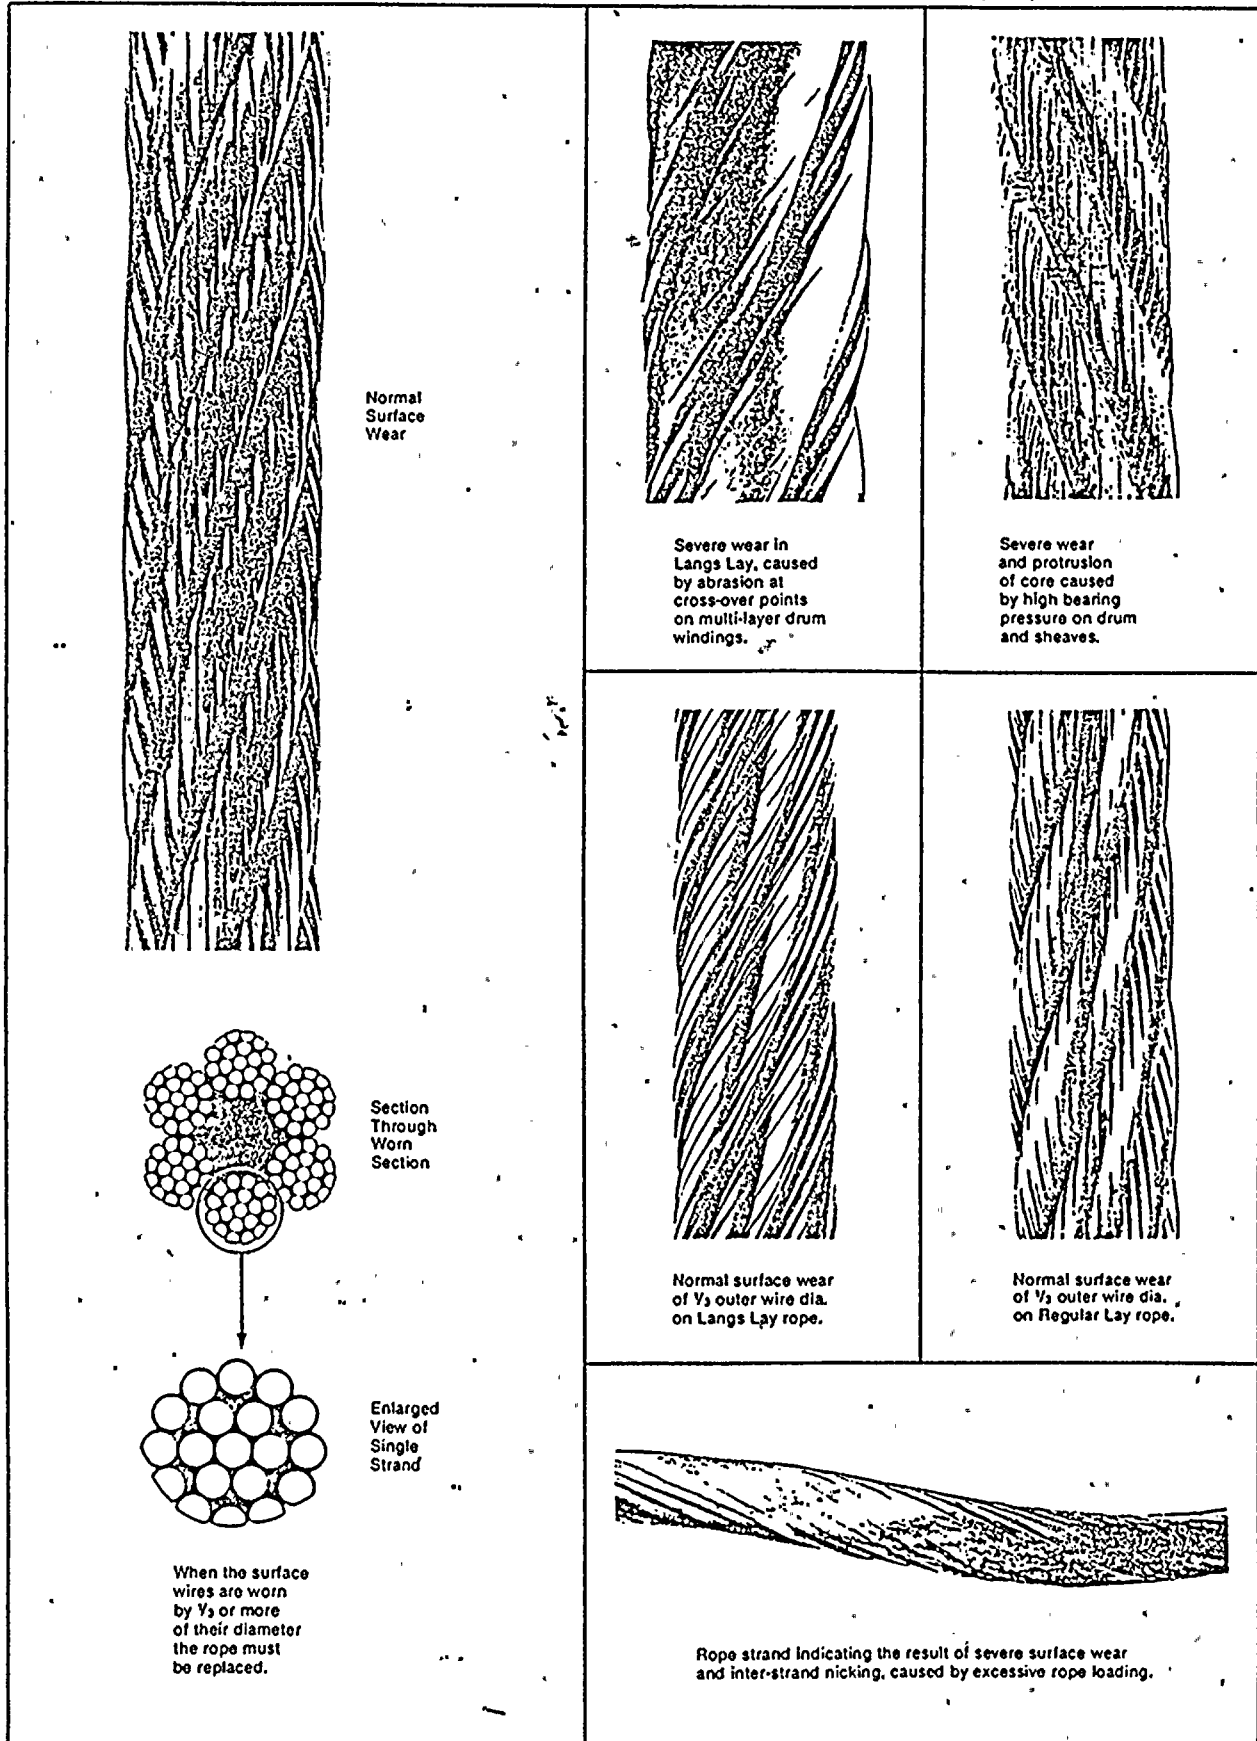 Normal
Surface
Wear
Section
Through
Worn
Section
Enlarged
View of
Single
Strand
When the surface
wires are worn
by 1/3 or more
of their diameter
the rope must
be replaced.
Severe wear in
Langs Lay, caused
by abrasion at
cross-over points
on multi-layer drum
windings.
Severe wear
and protrusion
of core caused
by high bearing
pressure on drum
and sheaves.
Normal surface wear
of 1/3 outer wire dia.
on Langs Lay rope.
Normal surface wear
of 1/3 outer wire dia.
on Regular Lay rope.
Rope strand indicating the result of severe surface wear
and inter-strand nicking, caused by excessive rope loading.